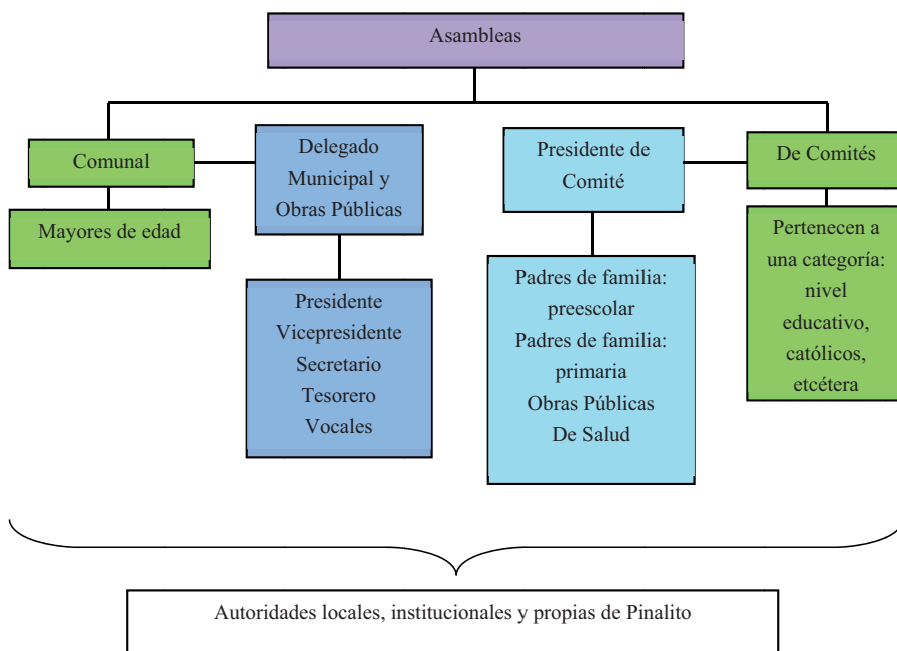 Asambleas
Comunal
Mayores de edad
Delegado
Municipal y
Obras Públicas
Presidente
Vicepresidente
Secretario
Tesorero
Vocales
Presidente de
Comité
Padres de familia:
preescolar
Padres de familia:
primaria
Obras Públicas
De Salud
De Comités
Pertenecen a
una categoría:
nivel
educativo,
católicos,
etcétera
Autoridades locales, institucionales y propias de Pinalito